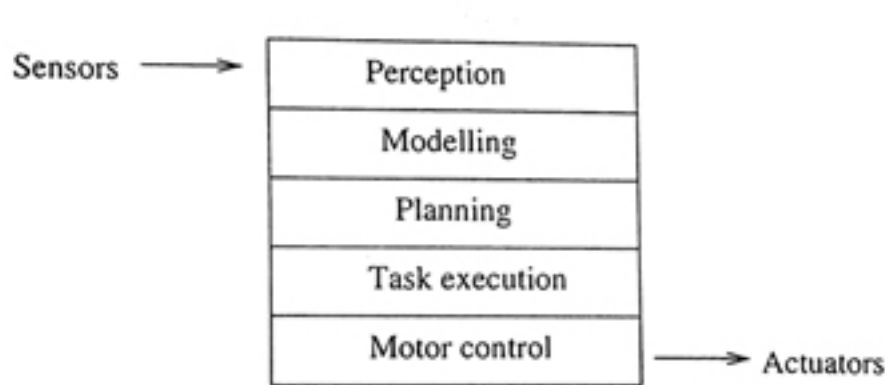 Sensors
Perception
Modelling
Planning
Task execution
Motor control
Actuators